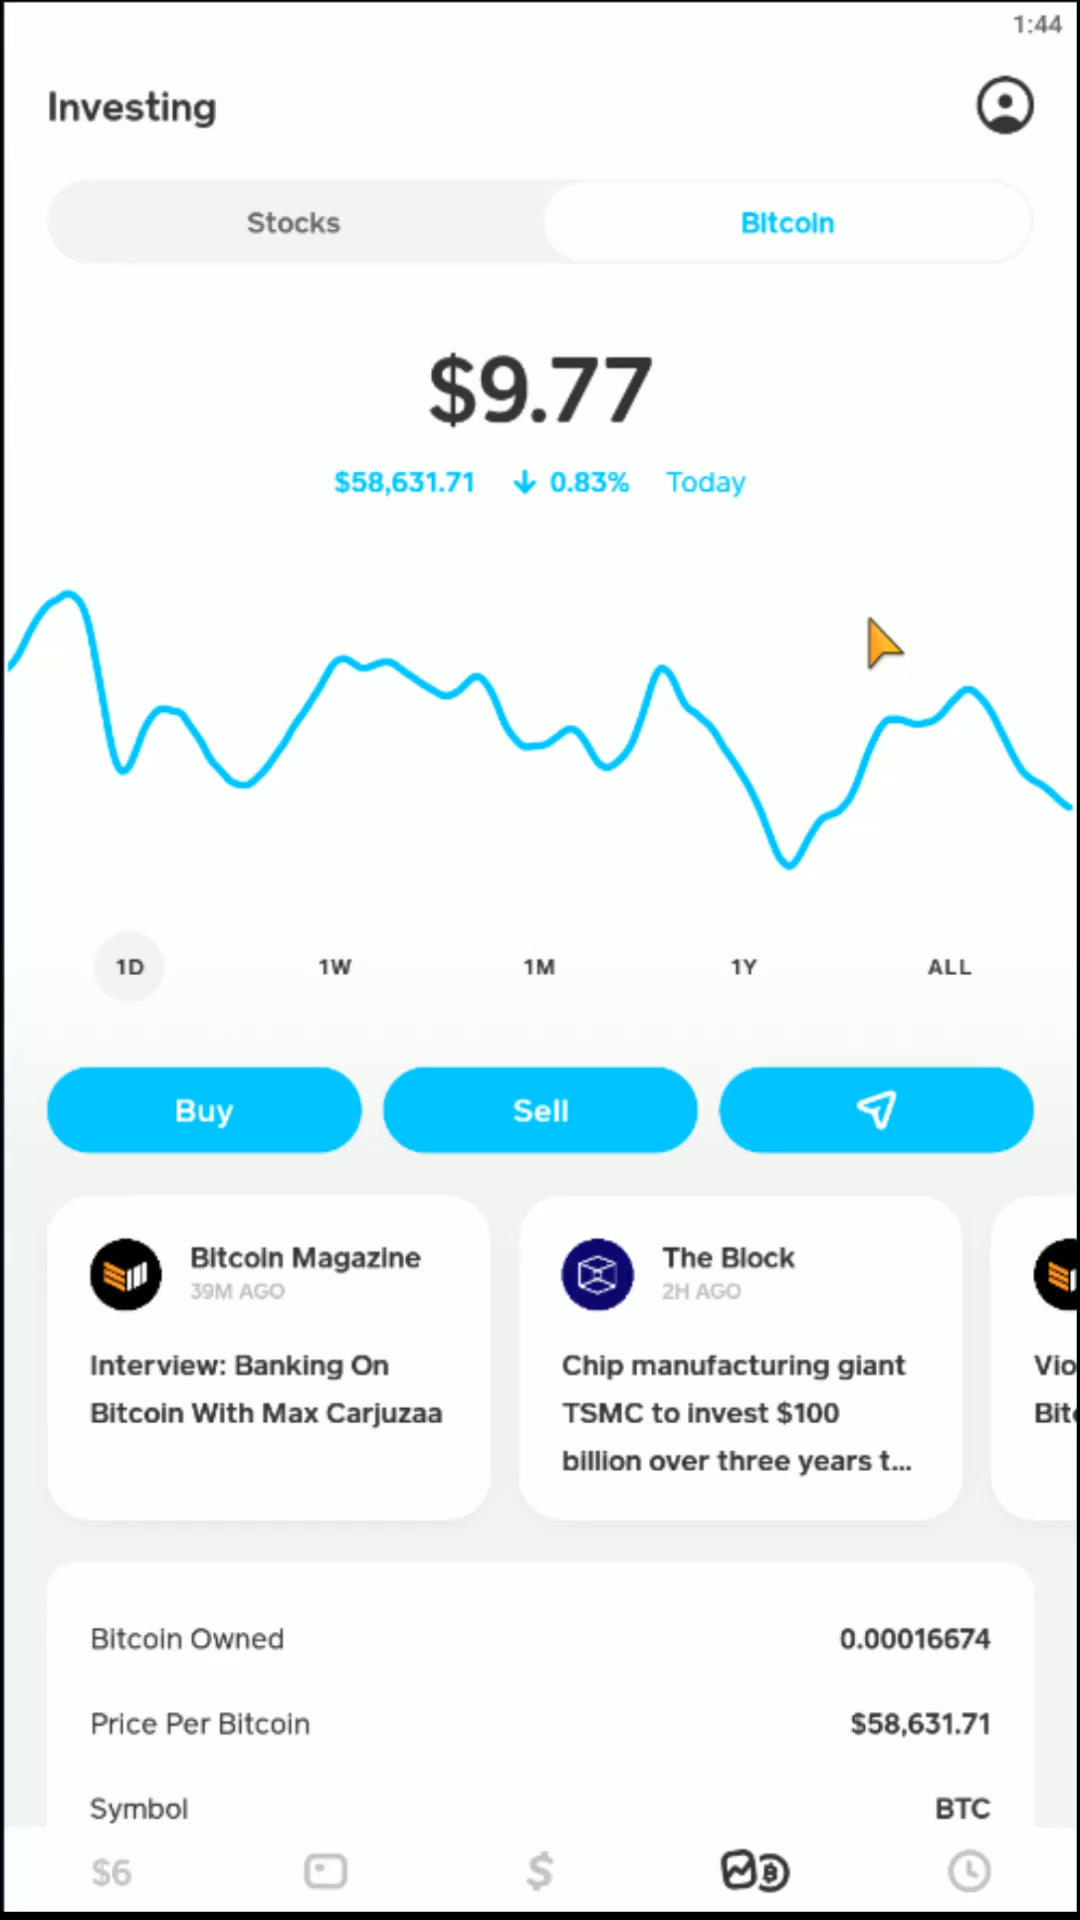 1:44
Investing
Stocks
Bitcoin
$9.77
$58,631.71 ↓ 0.83% Today
1D 1W 1M 1Y ALL
Buy
Sell
Bitcoin Magazine
39M AGO
Interview: Banking On
Bitcoin With Max Carjuzaa
The Block
2H AGO
Chip manufacturing giant
TSMC to invest $100
billion over three years t...
Vio
Bit
Bitcoin Owned 0.00016674
Price Per Bitcoin $58,631.71
Symbol BTC
$6